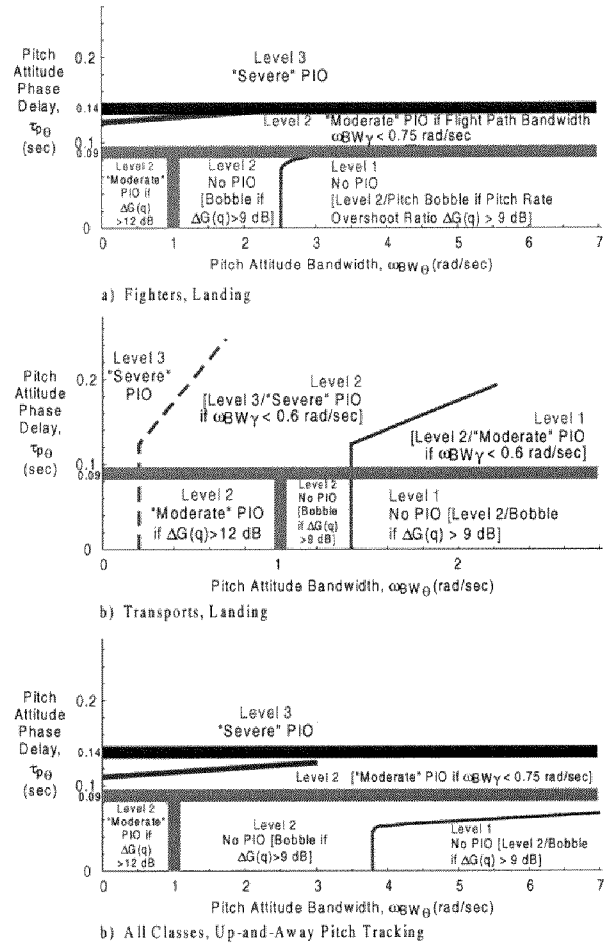 Pitch
Attitude
Phase
Delay,
τpΘ
(sec)
0.2
0.14
0.1
0.09
0
Level 3
"Severe" PIO
Level 2 "Moderate" PIO if Flight Path Bandwidth
ωBWγ < 0.75 rad/sec
Level 2
"Moderate"
PIO if
ΔG(q)
>12 dB
Level 2
No PIO
[Bobble if
ΔG(q)>9 dB]
Level 1
No PIO
[Level 2/Pitch Bobble if Pitch Rate
Overshoot Ratio ΔG(q) > 9 dB]
0 1 2 3 4 5 6 7
Pitch Attitude Bandwidth, ωBWΘ (rad/sec)
a) Fighters, Landing
Pitch
Attitude
Phase
Delay,
τpΘ
(sec)
0.2
0.1
0.09
0
Level 3
"Severe"
PIO
Level 2
[Level 3/"Severe" PIO
if ωBWγ < 0.6 rad/sec]
Level 1
[Level 2/"Moderate" PIO
if ωBWγ < 0.6 rad/sec]
Level 2
"Moderate" PIO
if ΔG(q)>12 dB
Level 2
No PIO
[Bobble
if ΔG(q)
>9 dB]
Level 1
No PIO [Level 2/Bobble
if ΔG(q) > 9 dB]
1 2
Pitch Attitude Bandwidth, ωBWΘ (rad/sec)
b) Transports, Landing
Pitch
Attitude
Phase
Delay,
τpΘ
(sec)
0.2
0.14
0.1
0.09
0
Level 3
"Severe" PIO
Level 2 ["Moderate" PIO if ωBWγ < 0.75 rad/sec]
Level 2
"Moderate"
PIO if
ΔG(q)
>12 dB
Level 2
No PIO [Bobble if
ΔG(q)>9 dB]
Level 1
No PIO [Level 2/Bobble
if ΔG(q) > 9 dB]
0 1 2 3 4 5 6 7
Pitch Attitude Bandwidth, ωBWΘ (rad/sec)
b) All Classes, Up-and-Away Pitch Tracking